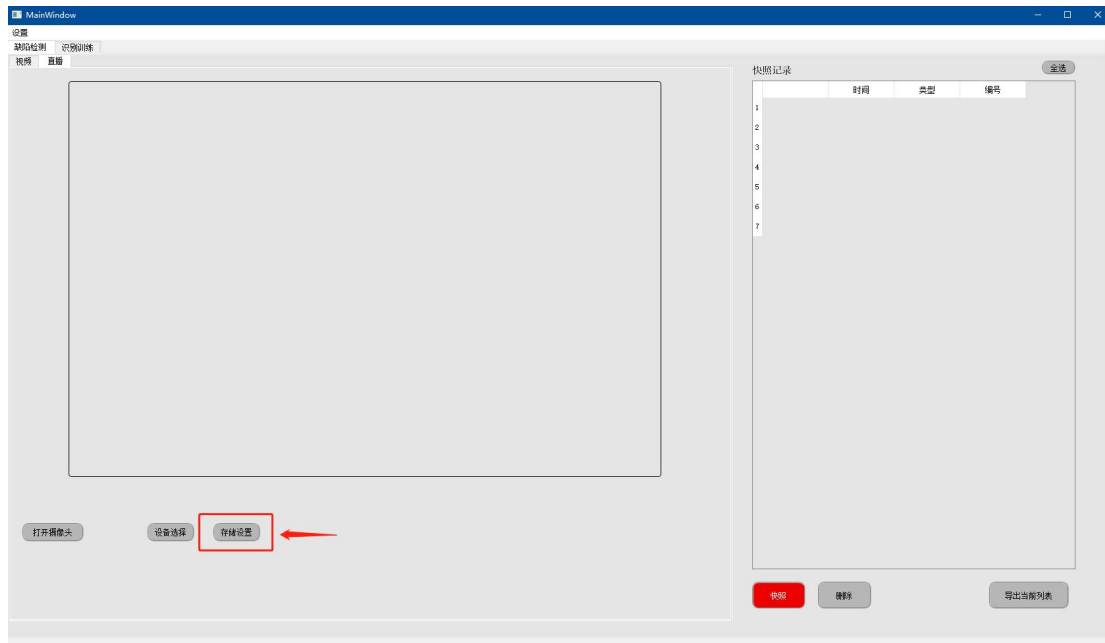 MainWindow
设置
缺陷检测 识别训练
视频 直播
快照记录 全选
时间 类型 编号
1
2
3
4
5
6
7
打开摄像头 设备选择 存储设置
快照 删除 导出当前列表